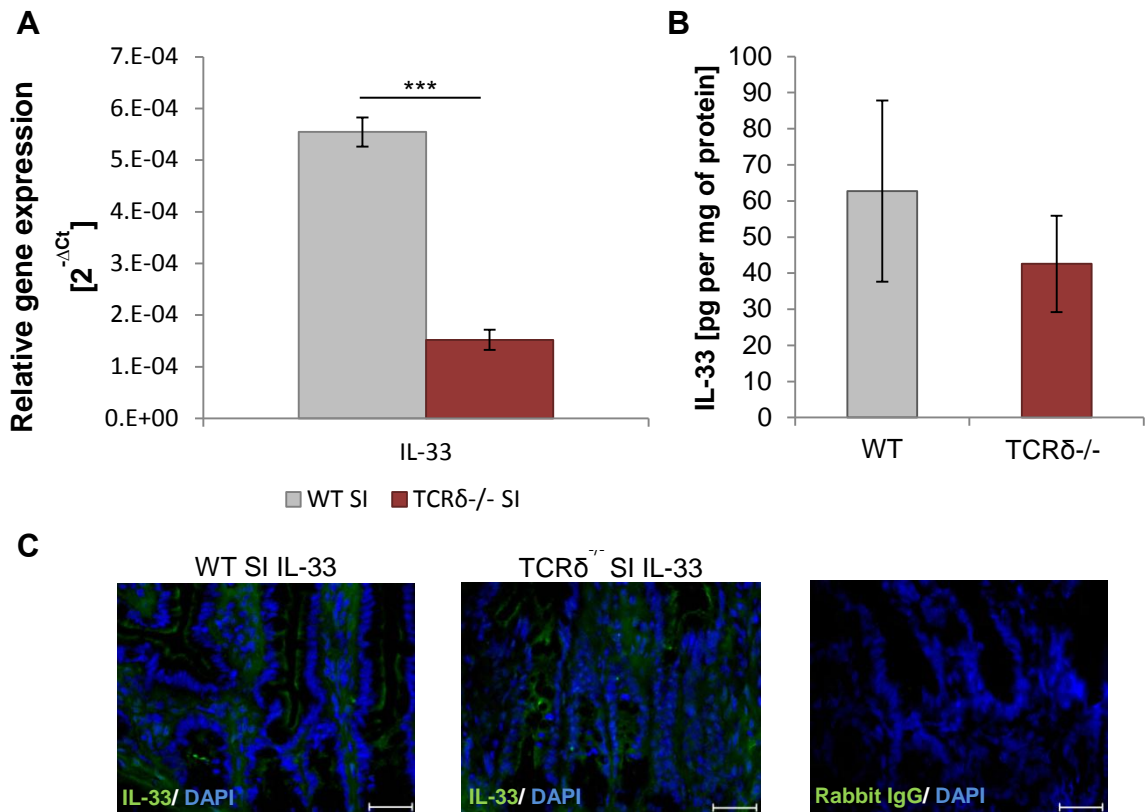 A
Relative gene expression
[2^-ΔCt]
7.E-04
6.E-04
5.E-04
4.E-04
3.E-04
2.E-04
1.E-04
0.E+00
***
IL-33
WT SI
TCRδ-/- SI
B
IL-33 [pg per mg of protein]
100
90
80
70
60
50
40
30
20
10
0
WT
TCRδ-/-
C
WT SI IL-33
TCRδ-/- SI IL-33
IL-33/ DAPI
IL-33/ DAPI
Rabbit IgG/ DAPI